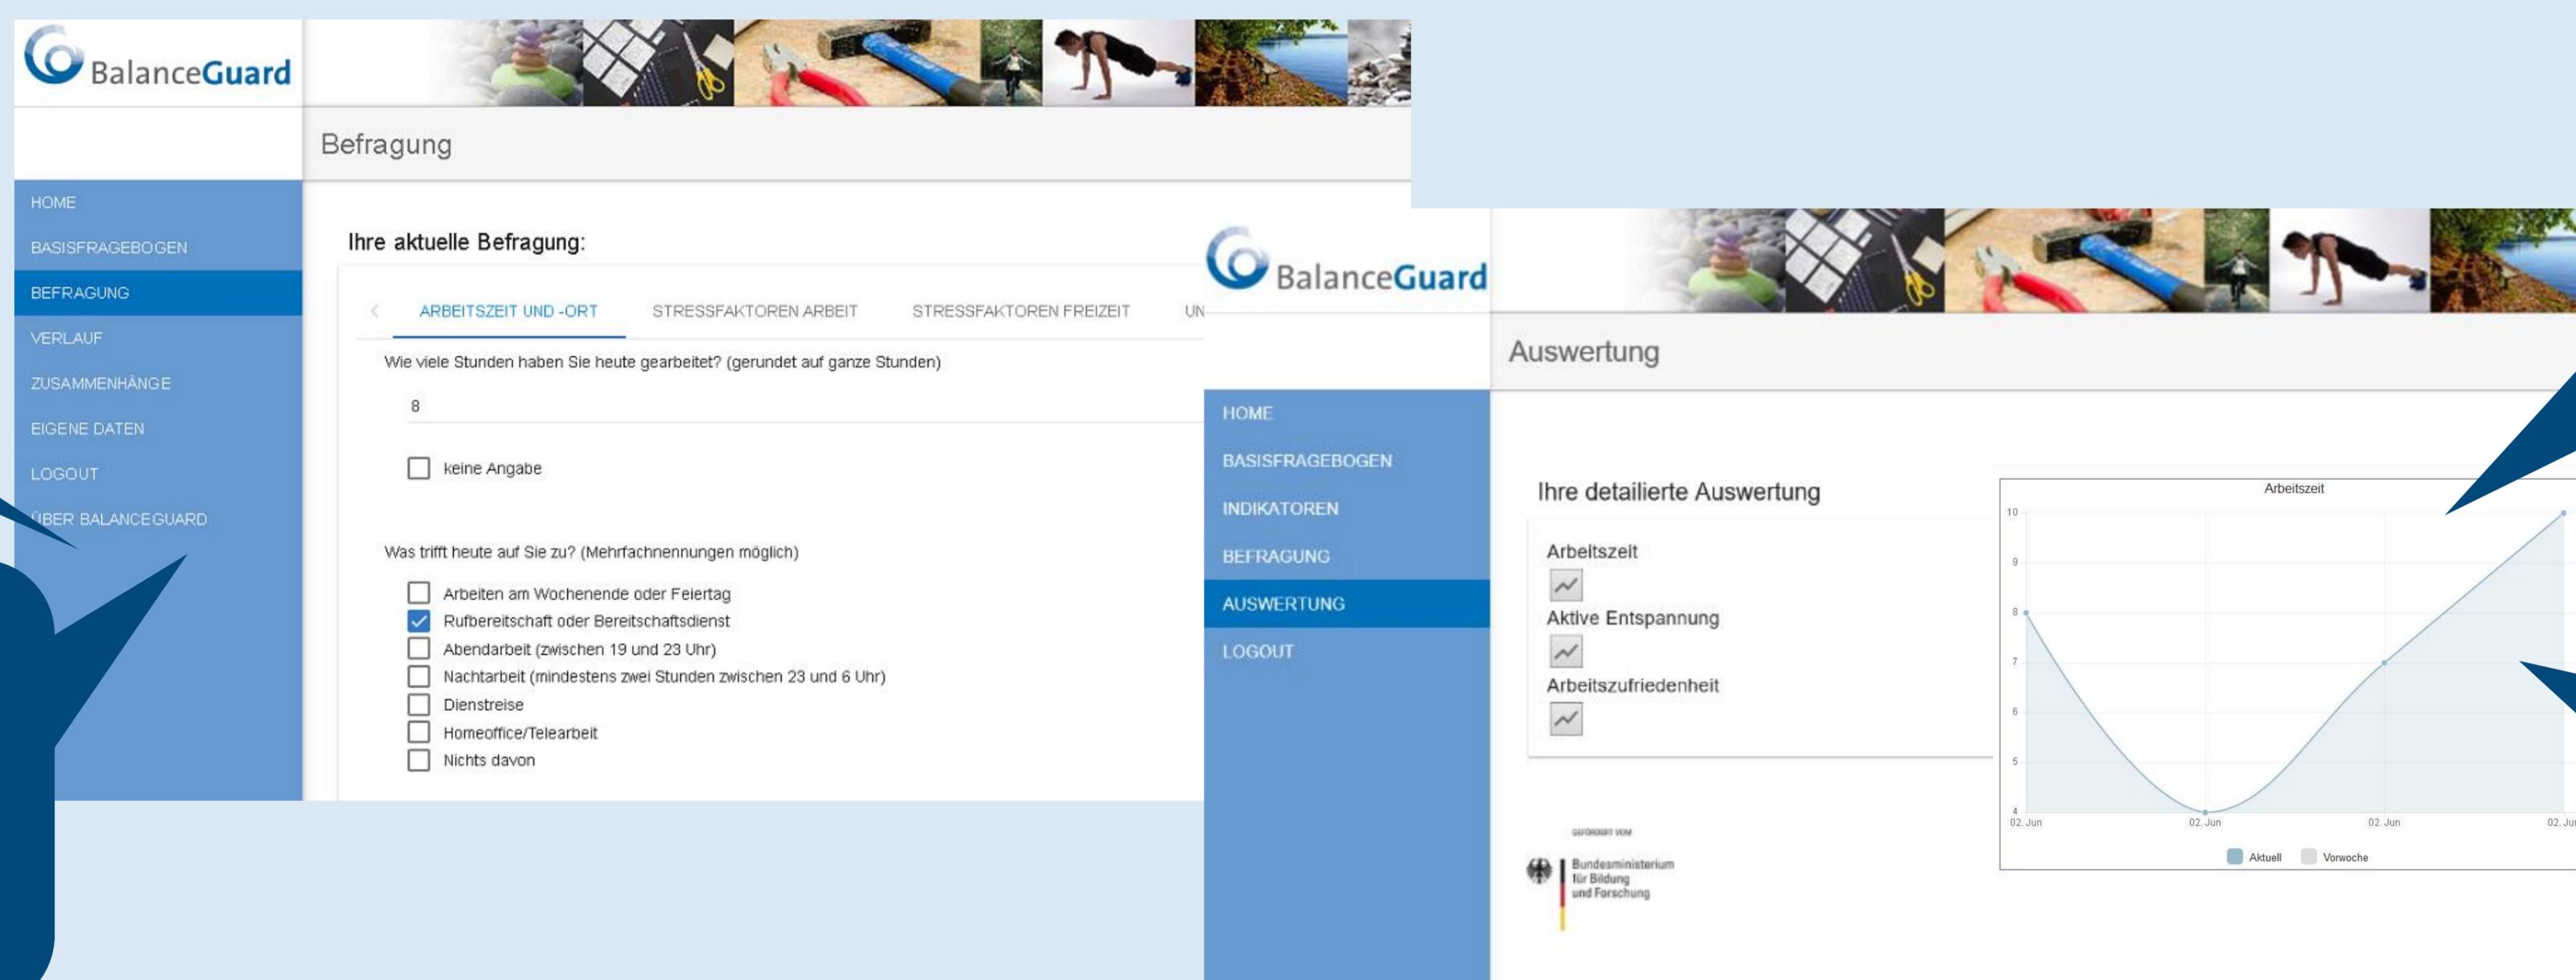 BalanceGuard
Befragung
HOME
BASISFRAGEBOGEN
BEFRAGUNG
VERLAUF
ZUSAMMENHÄNGE
EIGENE DATEN
LOGOUT
ÜBER BALANCEGUARD
Ihre aktuelle Befragung:
ARBEITSZEIT UND -ORT STRESSFAKTOREN ARBEIT STRESSFAKTOREN FREIZEIT UN
Wie viele Stunden haben Sie heute gearbeitet? (gerundet auf ganze Stunden)
8
keine Angabe
Was trifft heute auf Sie zu? (Mehrfachnennungen möglich)
Arbeiten am Wochenende oder Feiertag
Rufbereitschaft oder Bereitschaftsdienst
Abendarbeit (zwischen 19 und 23 Uhr)
Nachtarbeit (mindestens zwei Stunden zwischen 23 und 6 Uhr)
Dienstreise
Homeoffice/Telearbeit
Nichts davon
BalanceGuard
Auswertung
HOME
BASISFRAGEBOGEN
INDIKATOREN
BEFRAGUNG
AUSWERTUNG
LOGOUT
Ihre detailierte Auswertung
Arbeitszeit
Aktive Entspannung
Arbeitszufriedenheit
GEFÖRDERT VOM
Bundesministerium
für Bildung
und Forschung
Arbeitszeit
10
9
8
7
6
5
4
02. Jun 02. Jun 02. Jun 02. Jun
Aktuell Vorwoche